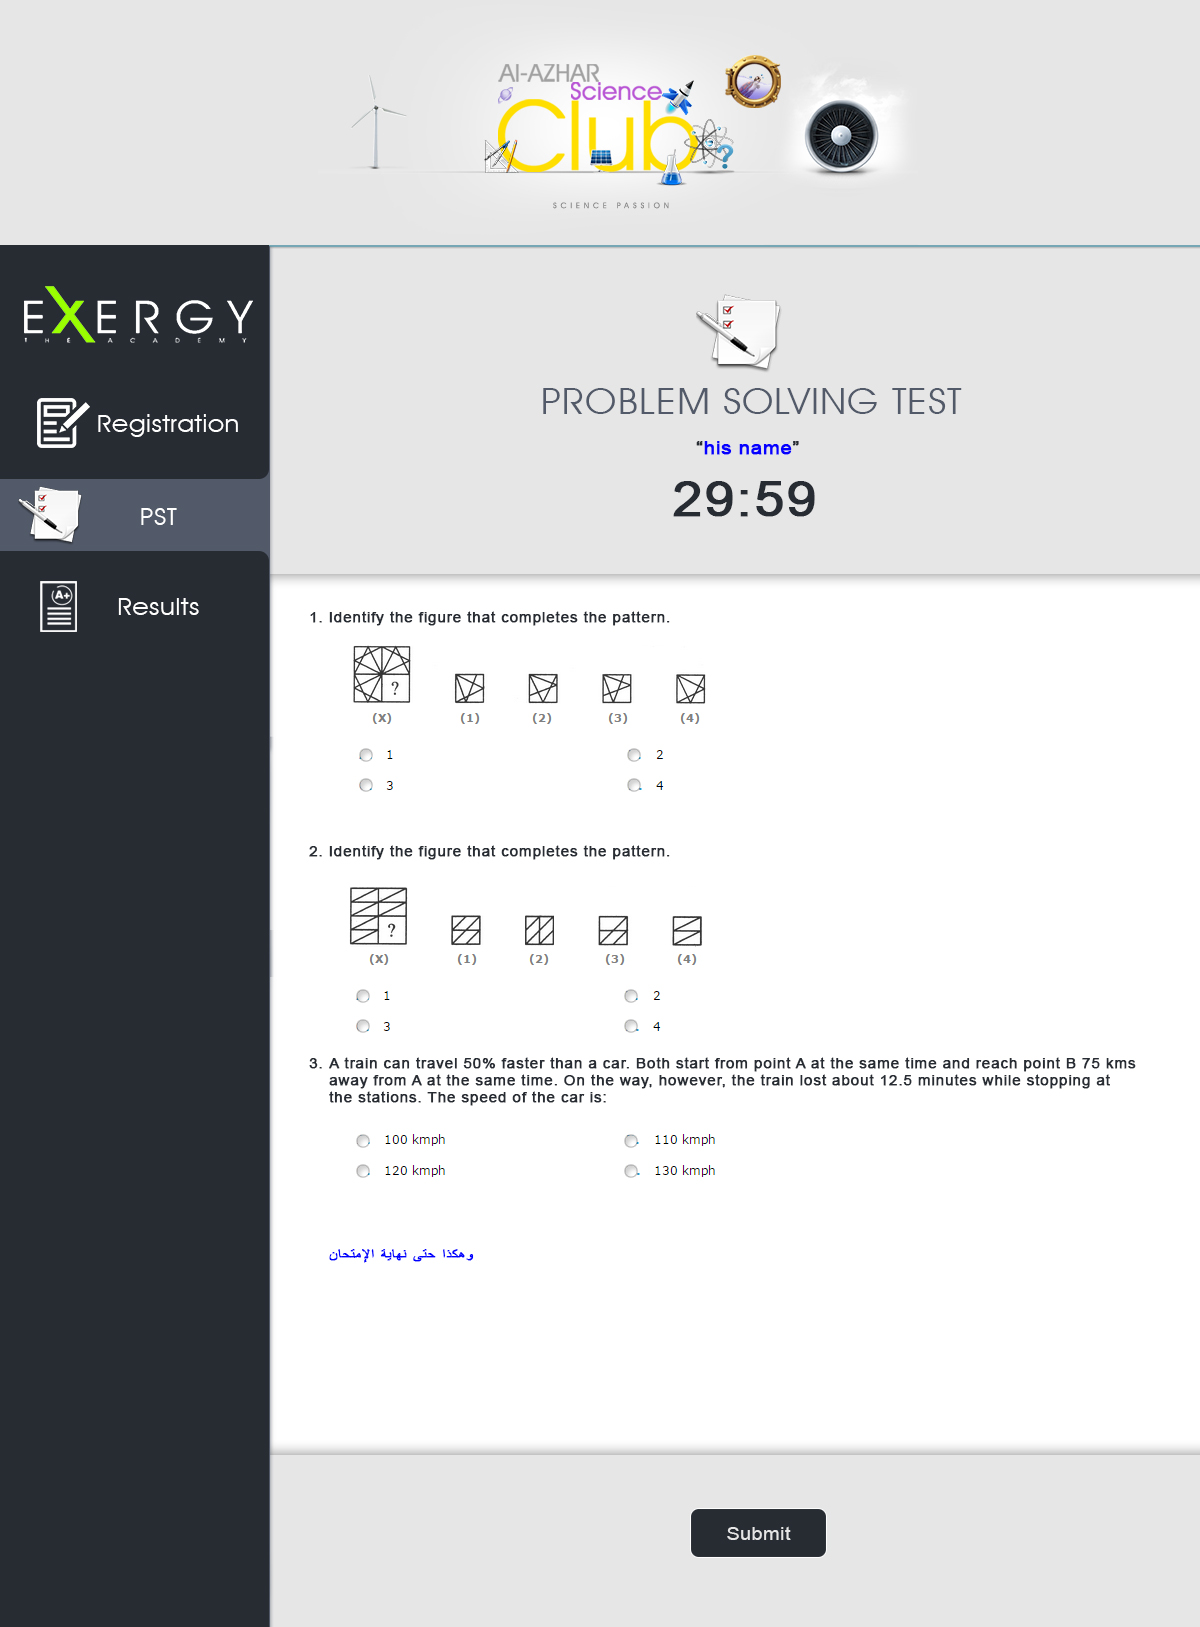 Al-AZHAR
Science
Club
SCIENCE PASSION
EXERGY
THE ACADEMY
Registration
PST
A+
Results
PROBLEM SOLVING TEST
“his name”
29:59
1. Identify the figure that completes the pattern.
?
(X) (1) (2) (3) (4)
1 2
3 4
2. Identify the figure that completes the pattern.
?
(X) (1) (2) (3) (4)
1 2
3 4
3. A train can travel 50% faster than a car. Both start from point A at the same time and reach point B 75 kms
away from A at the same time. On the way, however, the train lost about 12.5 minutes while stopping at
the stations. The speed of the car is:
100 kmph 110 kmph
120 kmph 130 kmph
وهكذا حتى نهاية الإمتحان
Submit